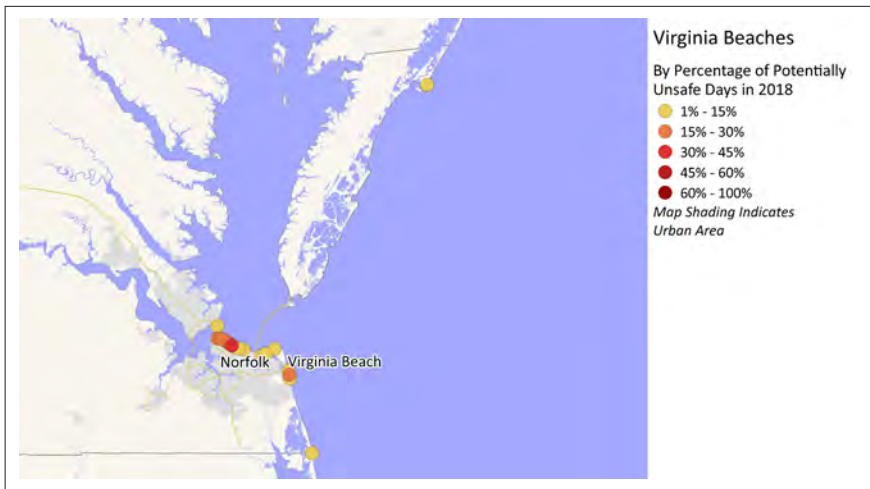 Virginia Beaches
By Percentage of Potentially
Unsafe Days in 2018
1% - 15%
15% - 30%
30% - 45%
45% - 60%
60% - 100%
Map Shading Indicates
Urban Area
Norfolk
Virginia Beach